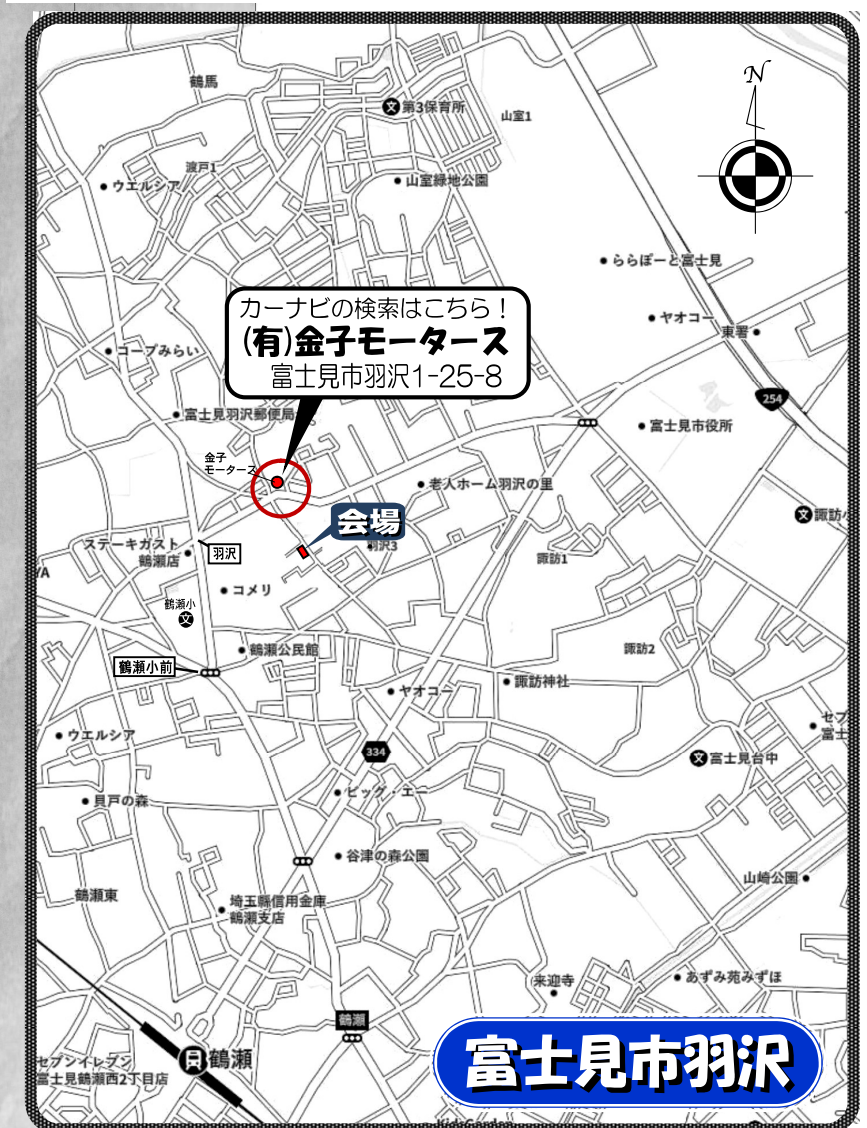 鶴馬
第3保育所
山室1
N
渡戸1
ウエルシア
山室緑地公園
ららぽーと富士見
カーナビの検索はこちら！
(有)金子モータース
富士見市羽沢1-25-8
ヤオコー
東署
コープみらい
254
富士見羽沢郵便局
富士見市役所
金子
モータース
老人ホーム羽沢の里
会場
諏訪小
羽沢3
ステーキガスト
鶴瀬店
羽沢
諏訪1
YA
コメリ
鶴瀬小
文
鶴瀬公民館
諏訪2
鶴瀬小前
諏訪神社
ヤオコー
ウエルシア
セブ
富士
334
富士見台中
ビッグ・エー
貝戸の森
谷津の森公園
山崎公園
鶴瀬東
埼玉縣信用金庫
鶴瀬支店
来迎寺
あずみ苑みずほ
鶴瀬
鶴瀬
セブンイレブン
富士見鶴瀬西2丁目店
富士見市羽沢